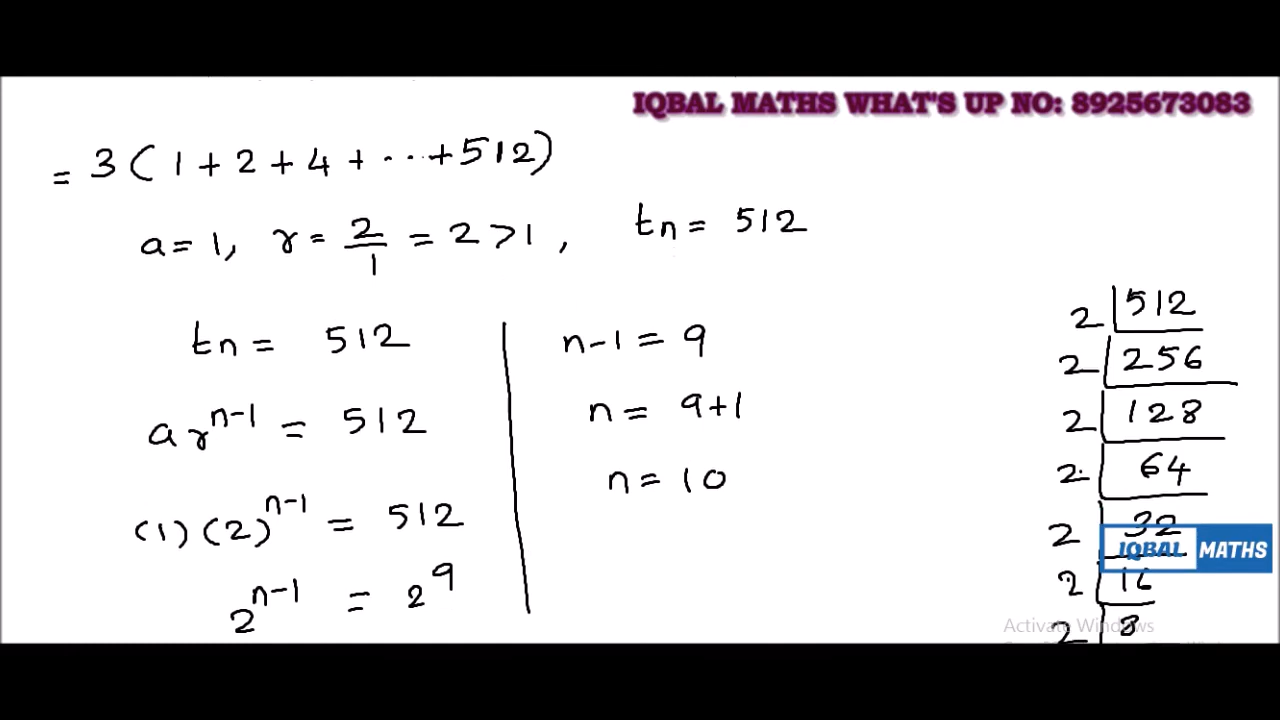 IQBAL MATHS WHAT'S UP NO: 8925673083
= 3 ( 1 + 2 + 4 + ... + 512 )
a = 1, r = 2/1 = 2 > 1, tn = 512
tn = 512
a r^(n-1) = 512
(1) (2)^(n-1) = 512
2^(n-1) = 2^9
n-1 = 9
n = 9+1
n = 10
2 | 512
2 | 256
2 | 128
2 | 64
2 | 32
IQBAL MATHS
2 | 16
Activate Windows
2 | 8